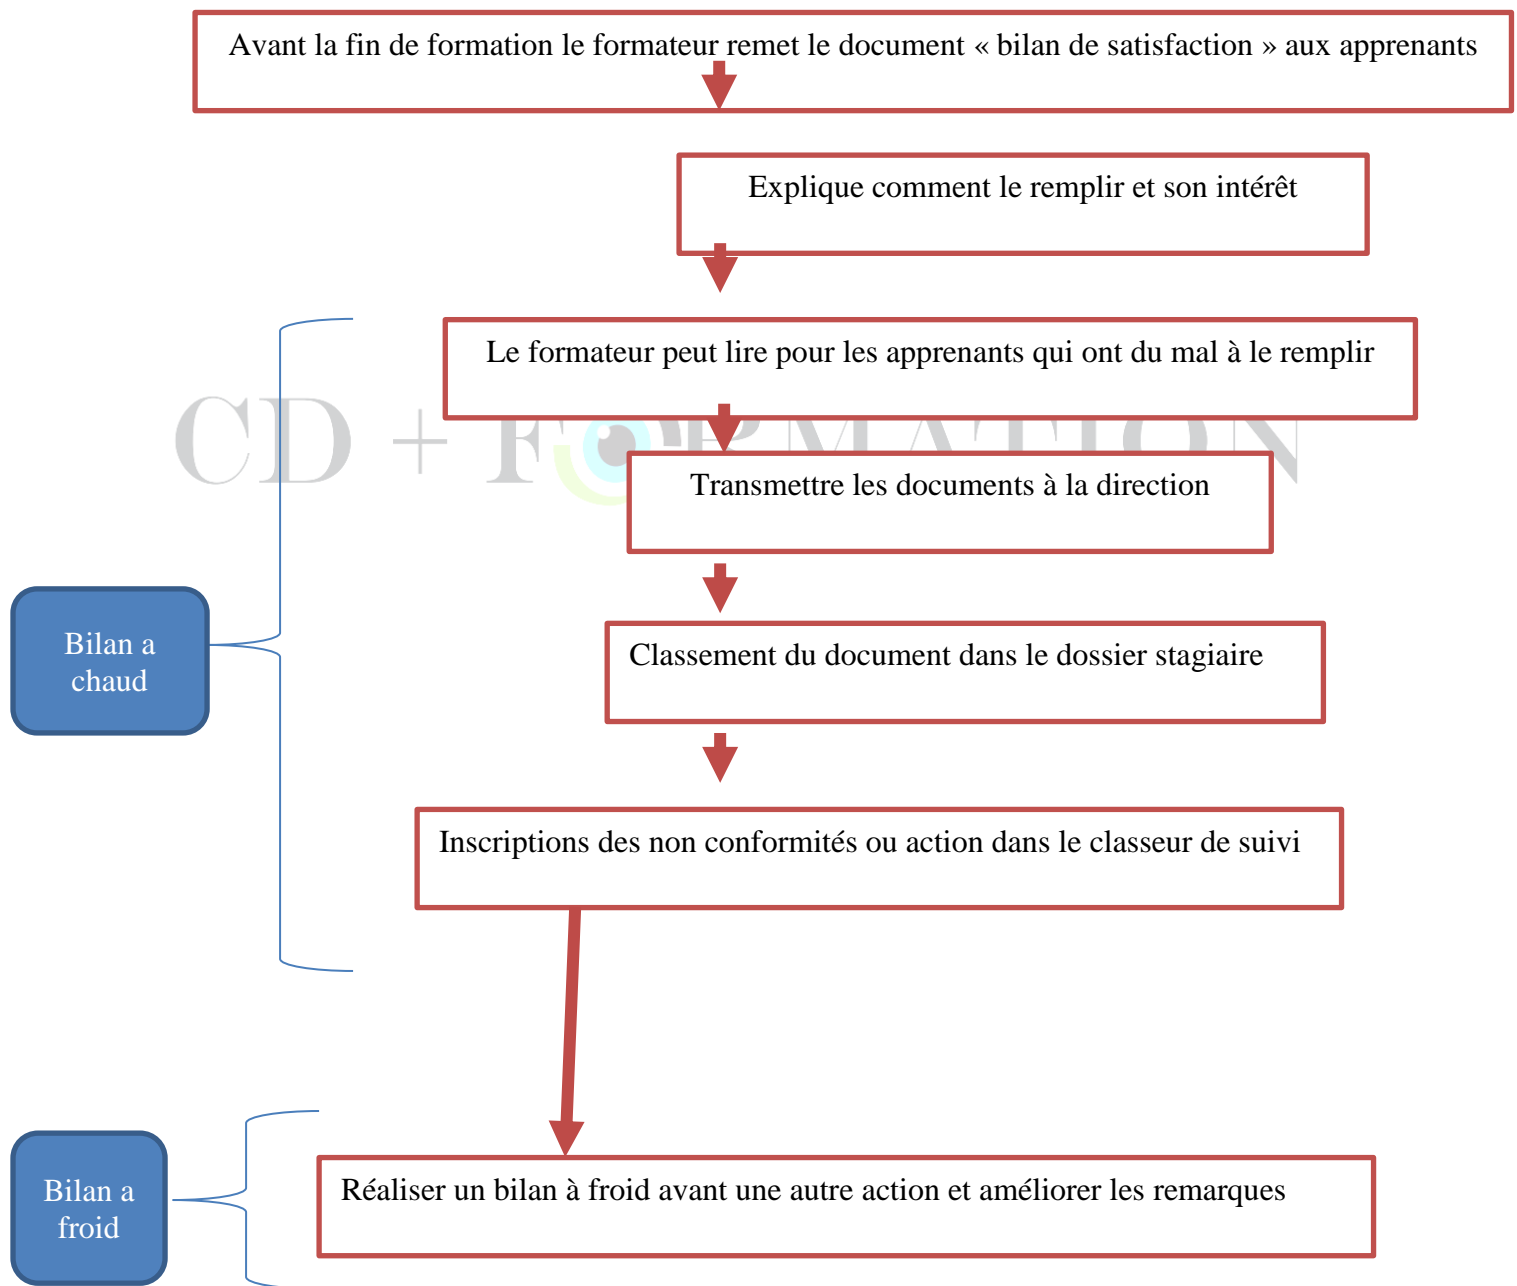 Avant la fin de formation le formateur remet le document « bilan de satisfaction » aux apprenants
Explique comment le remplir et son intérêt
Le formateur peut lire pour les apprenants qui ont du mal à le remplir
CD + FORMATION
Transmettre les documents à la direction
Classement du document dans le dossier stagiaire
Bilan a
chaud
Inscriptions des non conformités ou action dans le classeur de suivi
Bilan a
froid
Réaliser un bilan à froid avant une autre action et améliorer les remarques